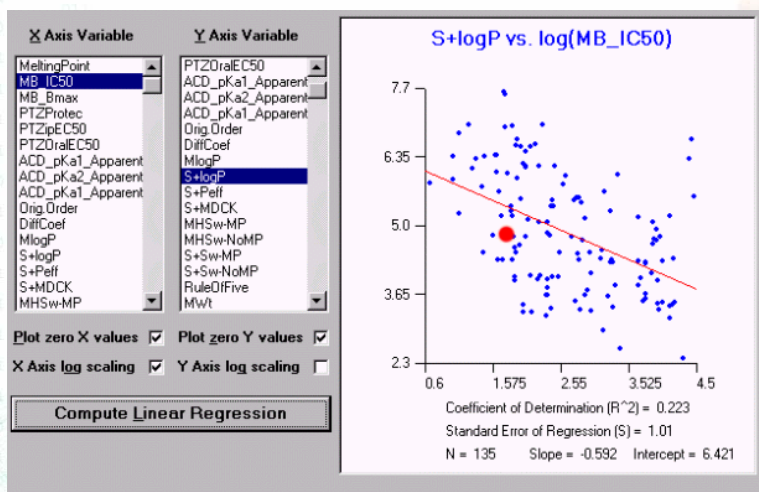 X Axis Variable
MeltingPoint
MB_IC50
MB_Bmax
PTZProtec
PTZipEC50
PTZOralEC50
ACD_pKa1_Apparent
ACD_pKa2_Apparent
ACD_pKa1_Apparent
Orig.Order
DiffCoef
MlogP
S+logP
S+Peff
S+MDCK
MHSw-MP
Y Axis Variable
PTZOralEC50
ACD_pKa1_Apparent
ACD_pKa2_Apparent
ACD_pKa1_Apparent
Orig.Order
DiffCoef
MlogP
S+logP
S+Peff
S+MDCK
MHSw-MP
MHSw-NoMP
S+Sw-MP
S+Sw-NoMP
RuleOfFive
MWt
Plot zero X values
Plot zero Y values
X Axis log scaling
Y Axis log scaling
Compute Linear Regression
S+logP vs. log(MB_IC50)
7.7
6.35
5.0
3.65
2.3
0.6 1.575 2.55 3.525 4.5
Coefficient of Determination (R^2) = 0.223
Standard Error of Regression (S) = 1.01
N = 135 Slope = -0.592 Intercept = 6.421